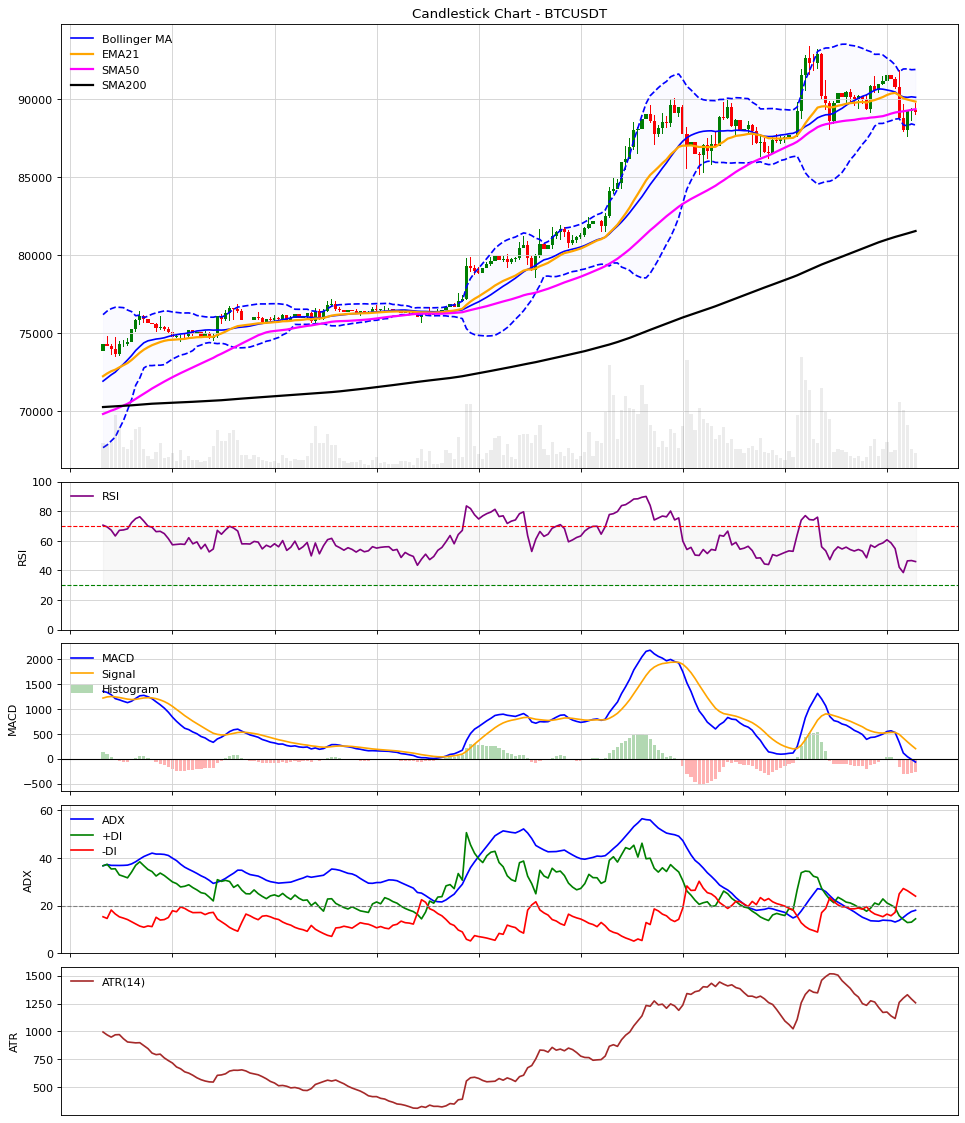 Candlestick Chart - BTCUSDT
Bollinger MA
EMA21
SMA50
SMA200
90000
85000
80000
75000
70000
RSI
100
80
60
40
20
0
RSI
MACD
Signal
Histogram
2000
1500
1000
500
0
−500
MACD
ADX
+DI
-DI
60
40
20
0
ADX
ATR(14)
1500
1250
1000
750
500
ATR